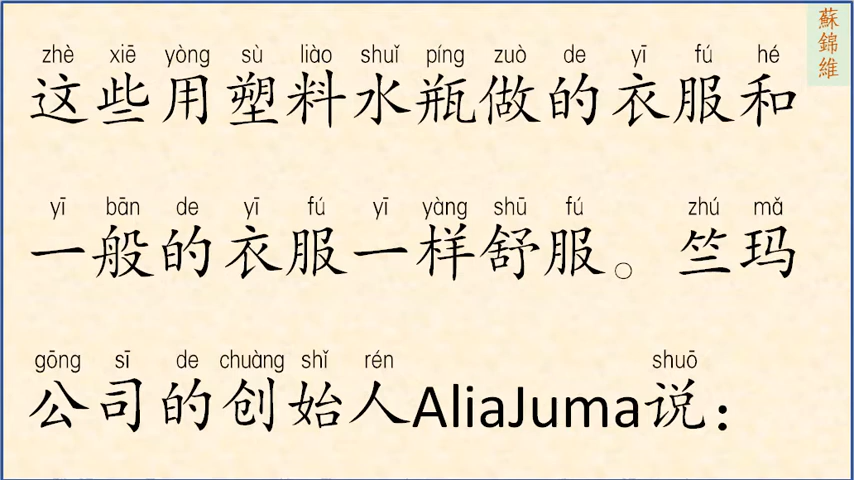 zhè xiē yòng sù liào shuǐ píng zuò de yī fú hé
这些用塑料水瓶做的衣服和
yī bān de yī fú yī yàng shū fú zhú mǎ
一般的衣服一样舒服。竺玛
gōng sī de chuàng shǐ rén shuō
公司的创始人AliaJuma说：
蘇錦維